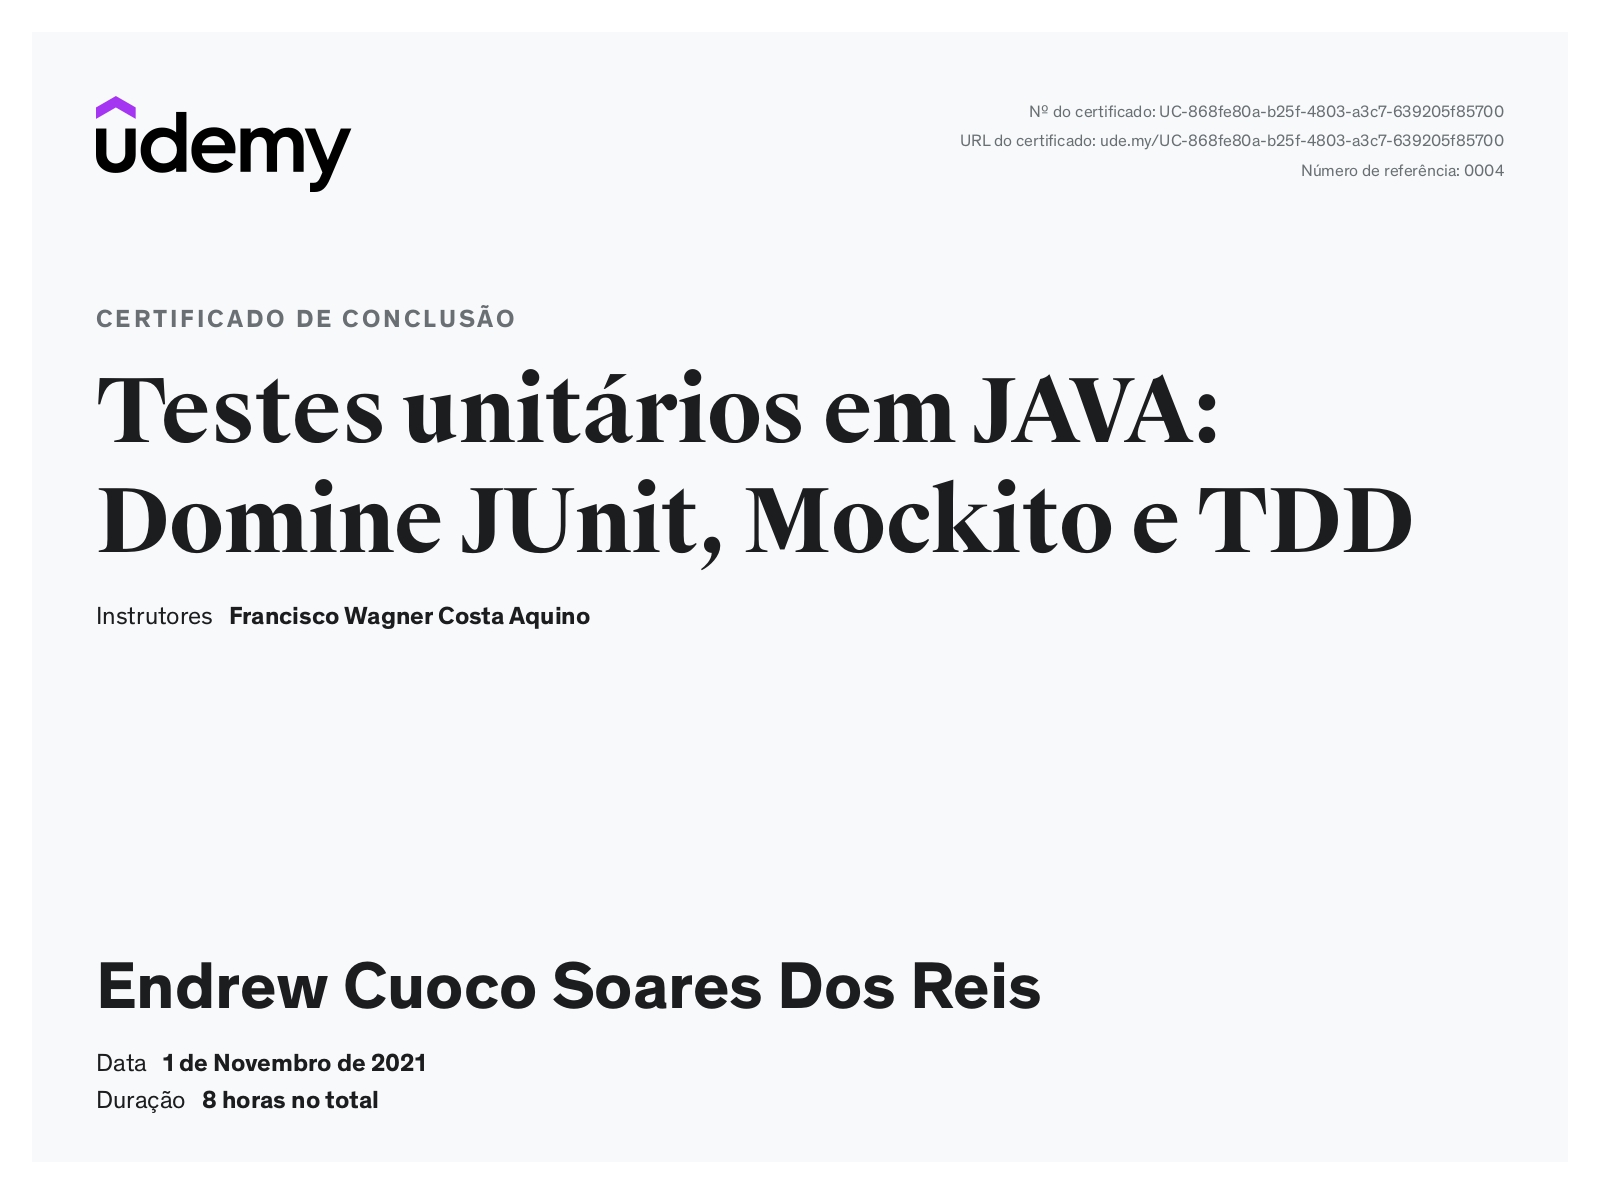 udemy
Nº do certificado: UC-868fe80a-b25f-4803-a3c7-639205f85700
URL do certificado: ude.my/UC-868fe80a-b25f-4803-a3c7-639205f85700
Número de referência: 0004
CERTIFICADO DE CONCLUSÃO
Testes unitários em JAVA:
Domine JUnit, Mockito e TDD
Instrutores Francisco Wagner Costa Aquino
Endrew Cuoco Soares Dos Reis
Data 1 de Novembro de 2021
Duração 8 horas no total